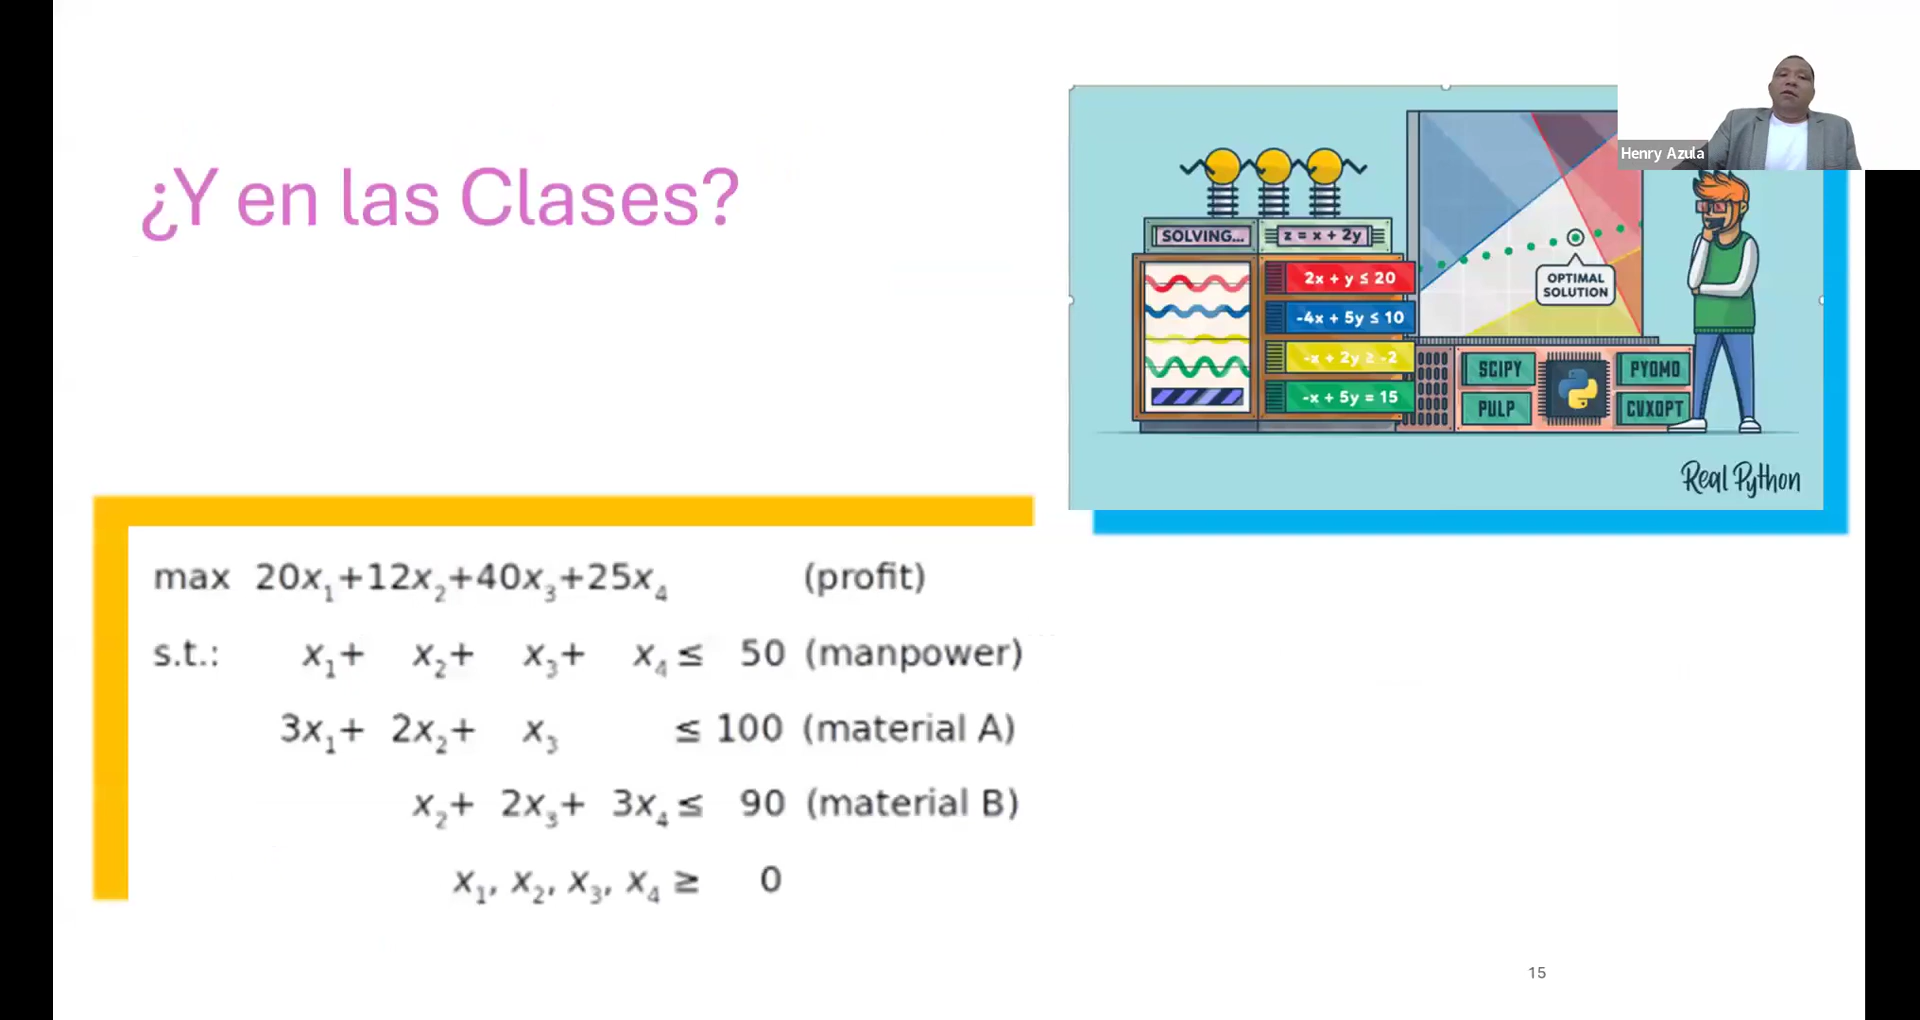 ¿Y en las Clases?
Henry Azula
SOLVING...
z = x + 2y
2x + y ≤ 20
-4x + 5y ≤ 10
-x + 2y ≥ -2
-x + 5y = 15
OPTIMAL
SOLUTION
SCIPY
PYOMO
PULP
CVXOPT
Real Python
max 20x₁+12x₂+40x₃+25x₄ (profit)
s.t.: x₁+ x₂+ x₃+ x₄ ≤ 50 (manpower)
3x₁+ 2x₂+ x₃ ≤ 100 (material A)
x₂+ 2x₃+ 3x₄ ≤ 90 (material B)
x₁, x₂, x₃, x₄ ≥ 0
15